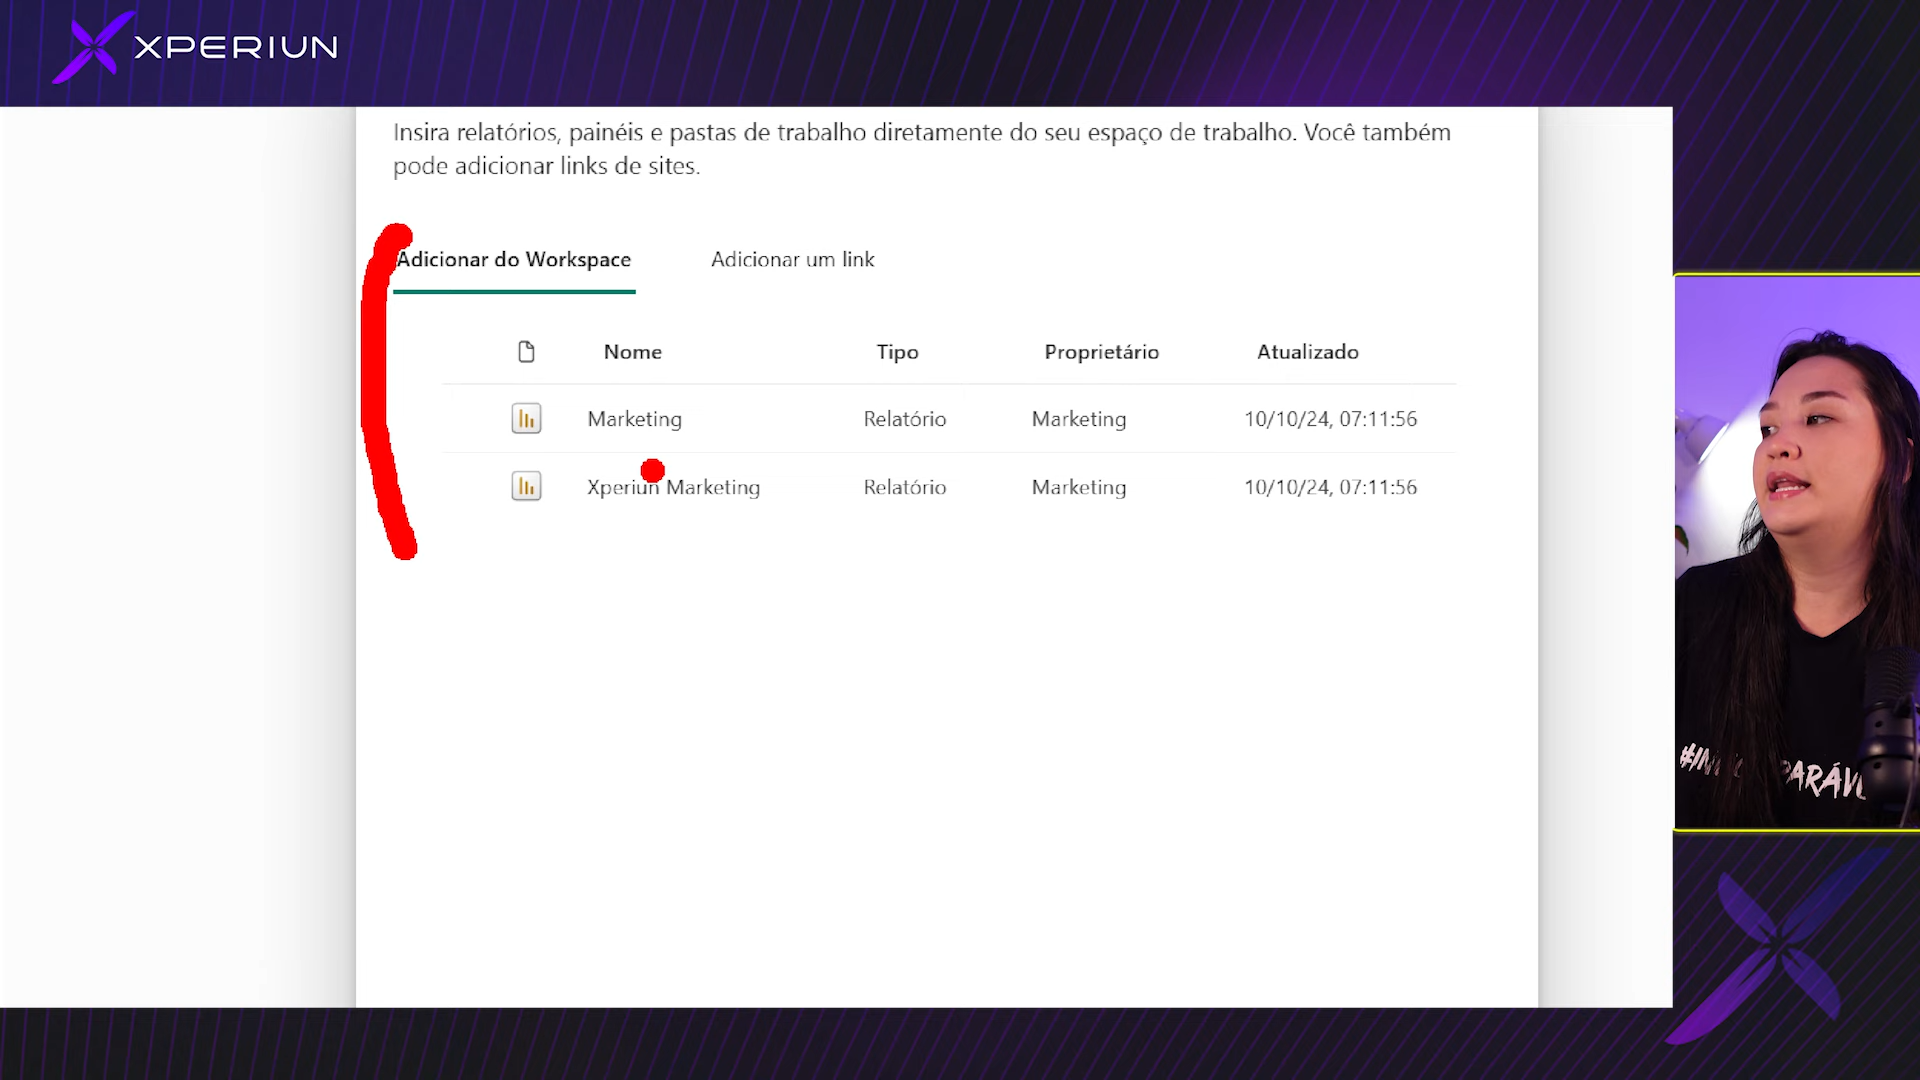 XPERIUN
Insira relatórios, painéis e pastas de trabalho diretamente do seu espaço de trabalho. Você também
pode adicionar links de sites.
Adicionar do Workspace
Adicionar um link
Nome Tipo Proprietário Atualizado
Marketing Relatório Marketing 10/10/24, 07:11:56
Xperiun Marketing Relatório Marketing 10/10/24, 07:11:56